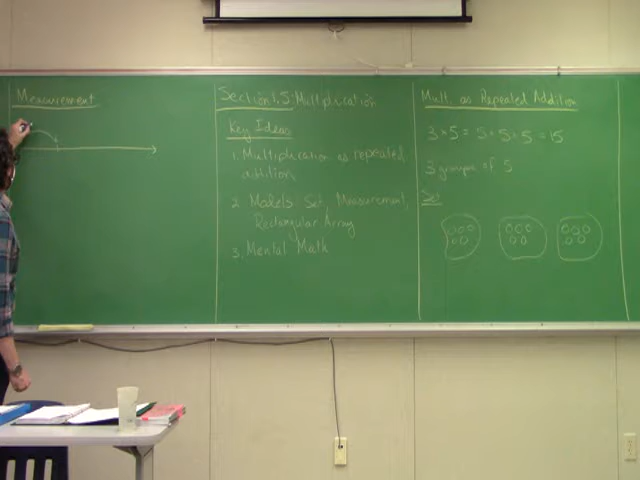 Measurement
Section 1.5: Multiplication
Key Ideas
1. Multiplication as repeated
addition
2. Models: Set, Measurement,
Rectangular Array
3. Mental Math
Mult. as Repeated Addition
3 × 5 = 5 + 5 + 5 = 15
3 groups of 5
Set